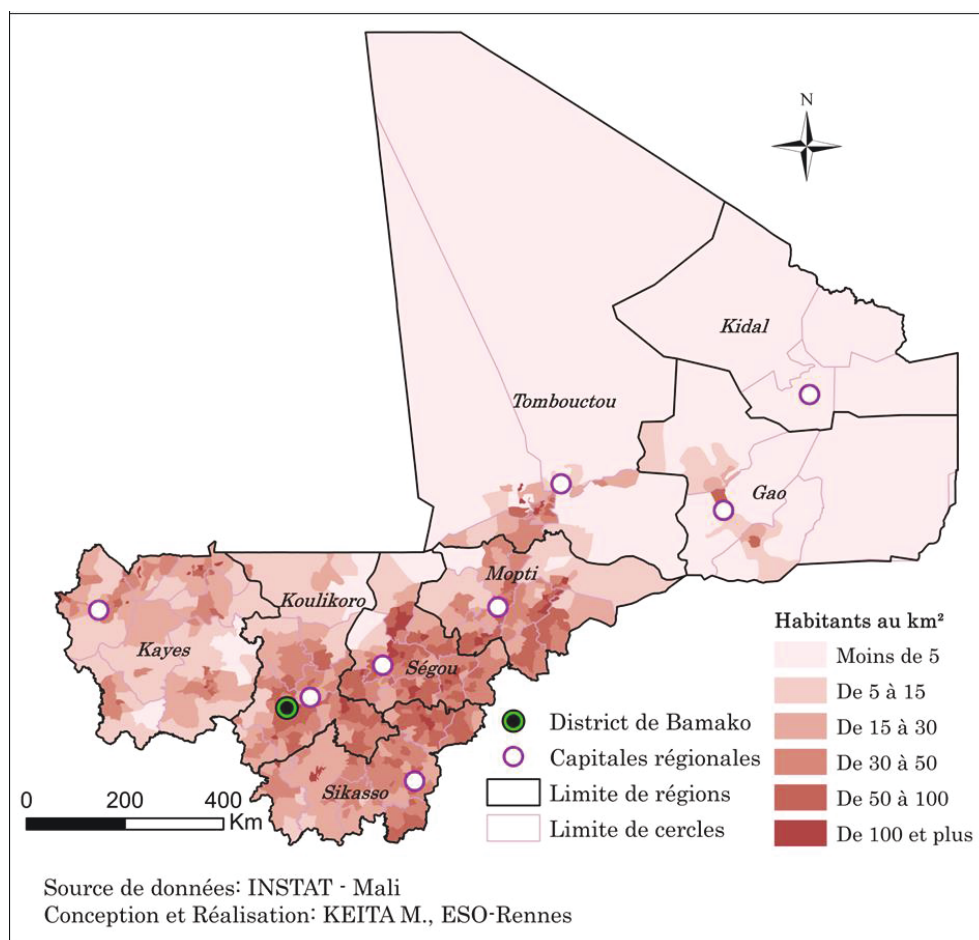 N
Kidal
Tombouctou
Gao
Mopti
Koulikoro
Kayes
Ségou
Sikasso
Habitants au km²
Moins de 5
De 5 à 15
De 15 à 30
De 30 à 50
De 50 à 100
De 100 et plus
District de Bamako
Capitales régionales
Limite de régions
Limite de cercles
0 200 400
Km
Source de données: INSTAT - Mali
Conception et Réalisation: KEITA M., ESO-Rennes